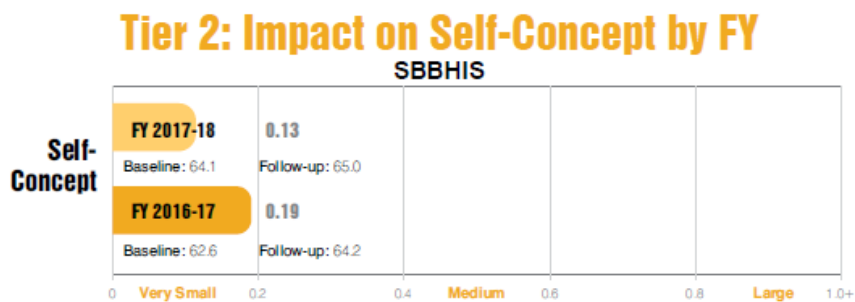 Tier 2: Impact on Self-Concept by FY
SBBHIS
Self-
Concept
FY 2017-18 0.13
Baseline: 64.1 Follow-up: 65.0
FY 2016-17 0.19
Baseline: 62.6 Follow-up: 64.2
0 Very Small 0.2 0.4 Medium 0.6 0.8 Large 1.0+